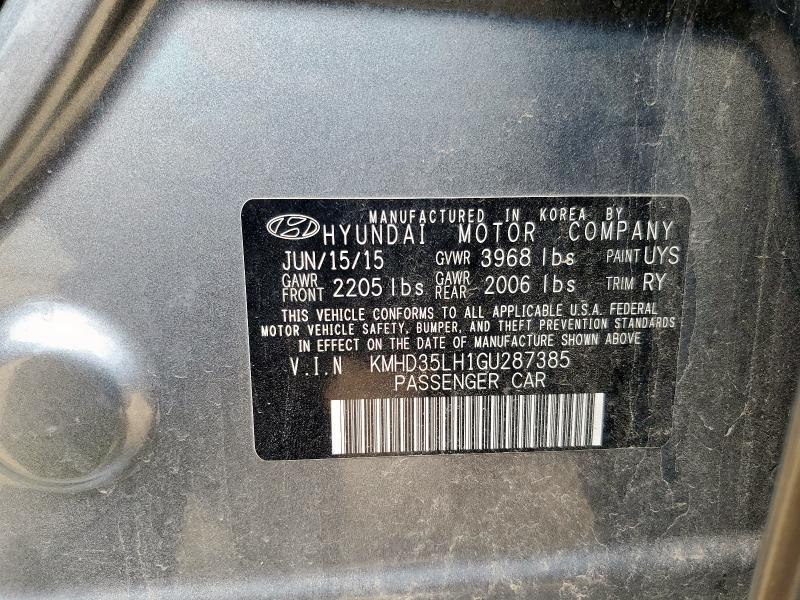 MANUFACTURED IN KOREA BY
HYUNDAI MOTOR COMPANY
JUN/15/15 GVWR 3968 lbs PAINT UYS
GAWR FRONT 2205 lbs GAWR REAR 2006 lbs TRIM RY
THIS VEHICLE CONFORMS TO ALL APPLICABLE U.S.A. FEDERAL
MOTOR VEHICLE SAFETY, BUMPER, AND THEFT PREVENTION STANDARDS
IN EFFECT ON THE DATE OF MANUFACTURE SHOWN ABOVE
V.I.N KMHD35LH1GU287385
PASSENGER CAR